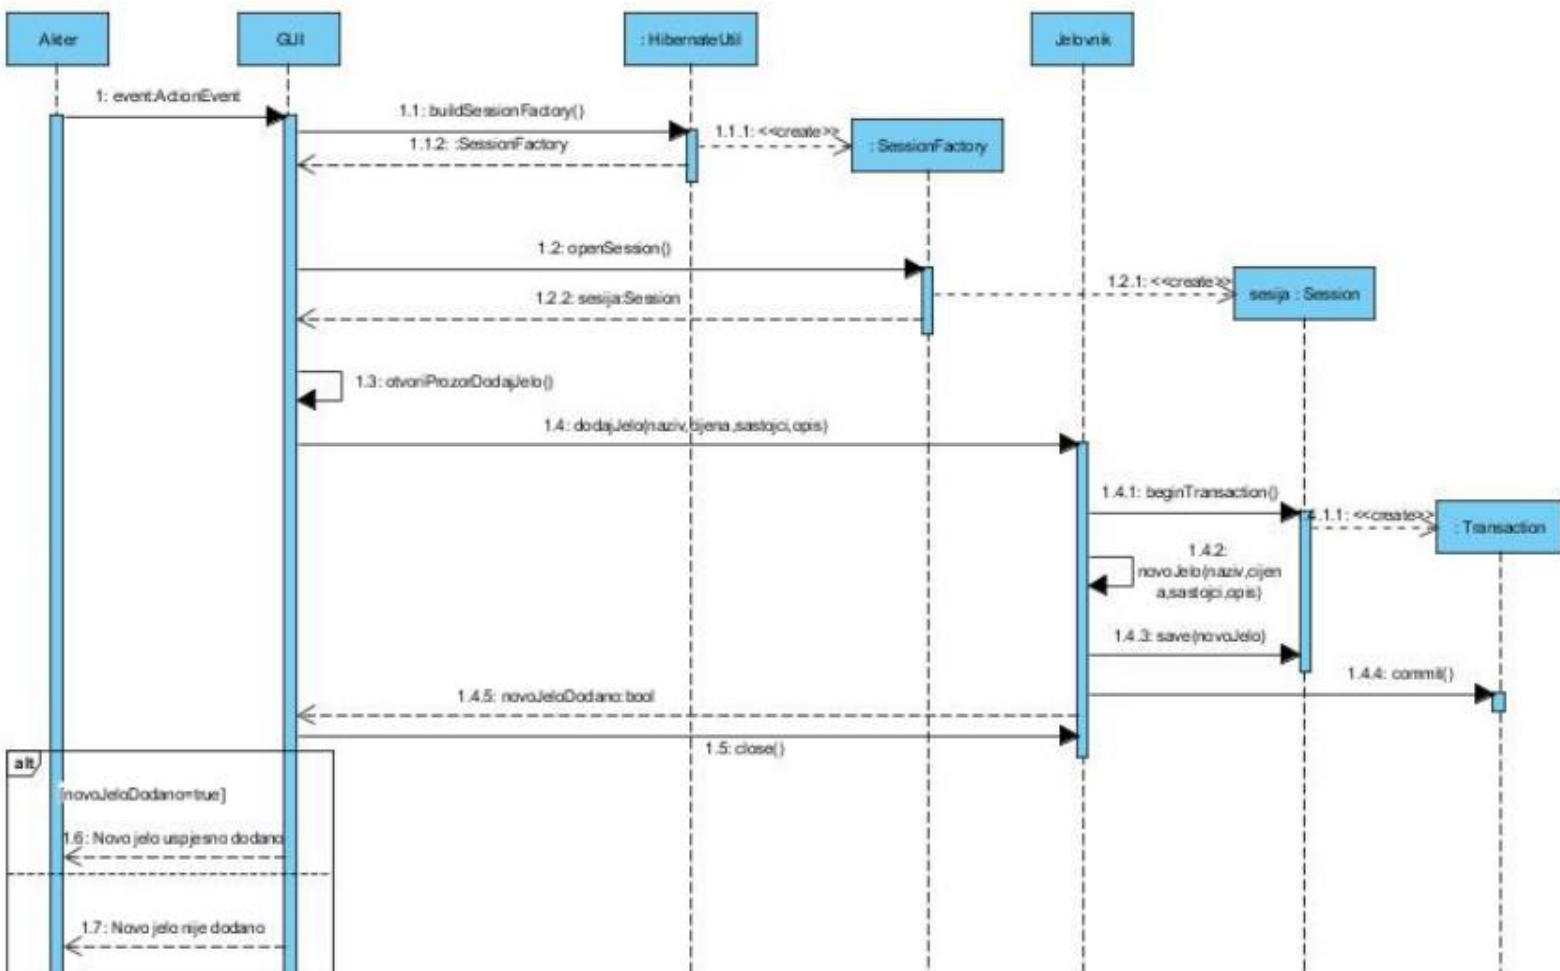 Akter
GUI
: HibernateUtil
Jelovnik
1: event:ActionEvent
1.1: buildSessionFactory()
1.1.1: <<create>>
: SessionFactory
1.1.2: :SessionFactory
1.2: openSession()
1.2.1: <<create>>
sesija : Session
1.2.2: sesija:Session
1.3: otvoriProzorDodajJelo()
1.4: dodajJelo(naziv,cijena,sastojci,opis)
1.4.1: beginTransaction()
.4.1.1: <<create>>
: Transaction
1.4.2:
novoJelo(naziv,cijen
a,sastojci,opis)
1.4.3: save(novoJelo)
1.4.4: commit()
1.4.5: novoJeloDodano:bool
1.5: close()
alt
[novoJeloDodano=true]
1.6: Novo jelo uspjesno dodano
1.7: Novo jelo nije dodano